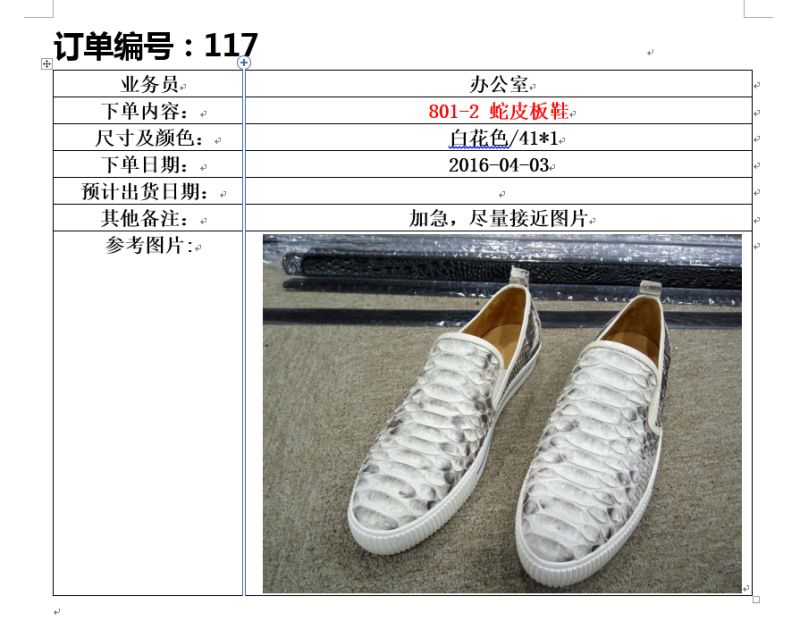 订单编号：117
业务员 办公室
下单内容： 801-2 蛇皮板鞋
尺寸及颜色： 白花色/41*1
下单日期： 2016-04-03
预计出货日期：
其他备注： 加急，尽量接近图片
参考图片: